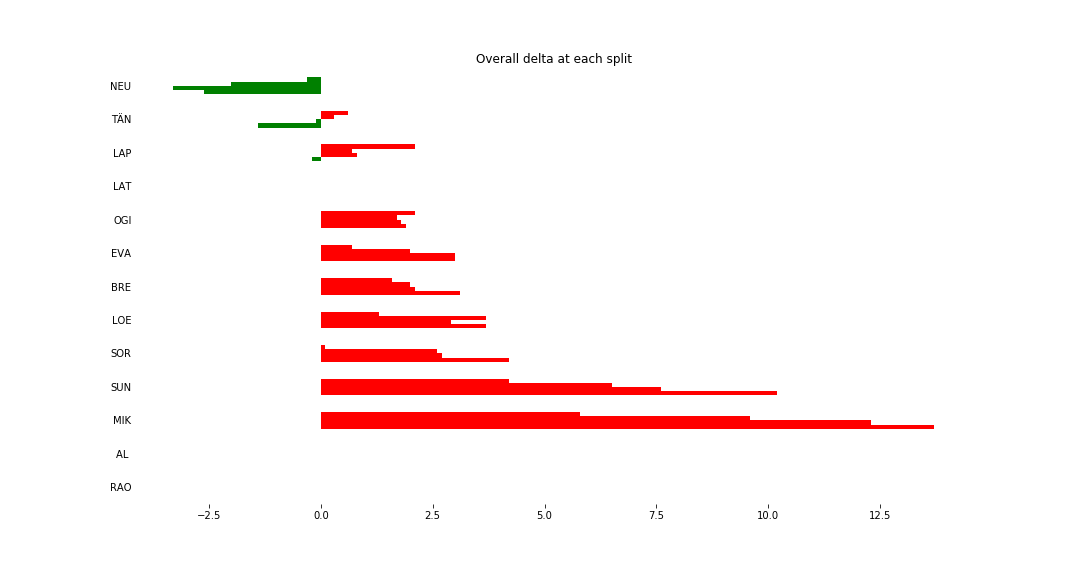 Overall delta at each split
NEU
TÄN
LAP
LAT
OGI
EVA
BRE
LOE
SOR
SUN
MIK
AL
RAO
−2.5 0.0 2.5 5.0 7.5 10.0 12.5